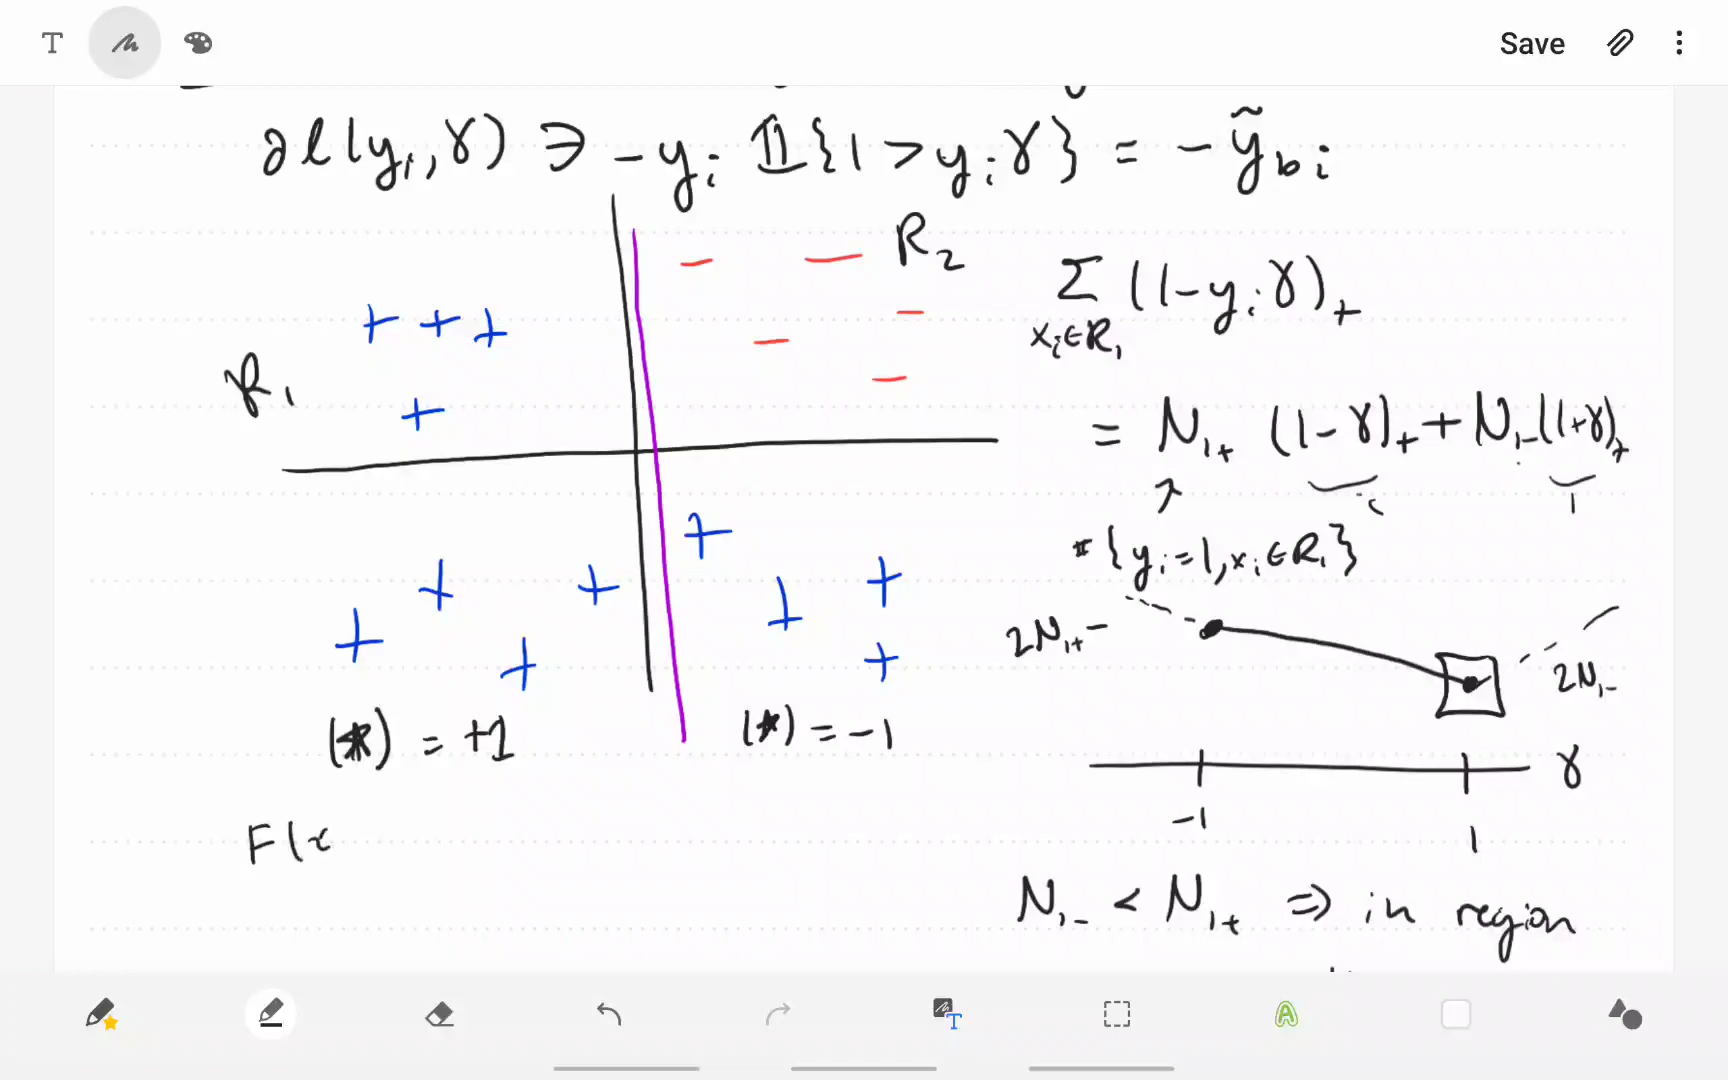 T
Save
∂l(yᵢ, γ) ∋ -yᵢ 𝟙{1 > yᵢγ} = -ỹbᵢ
R₂
Σ (1 - yᵢγ)₊
xᵢ∈R₁
R₁
= N₁₊ (1-γ)₊ + N₁₋(1+γ)₊
#{yᵢ=1, xᵢ∈R₁}
2N₁₊
2N₁₋
(*) = +1
(*) = -1
γ
-1
1
F(x
N₁₋ < N₁₊ ⇒ in region